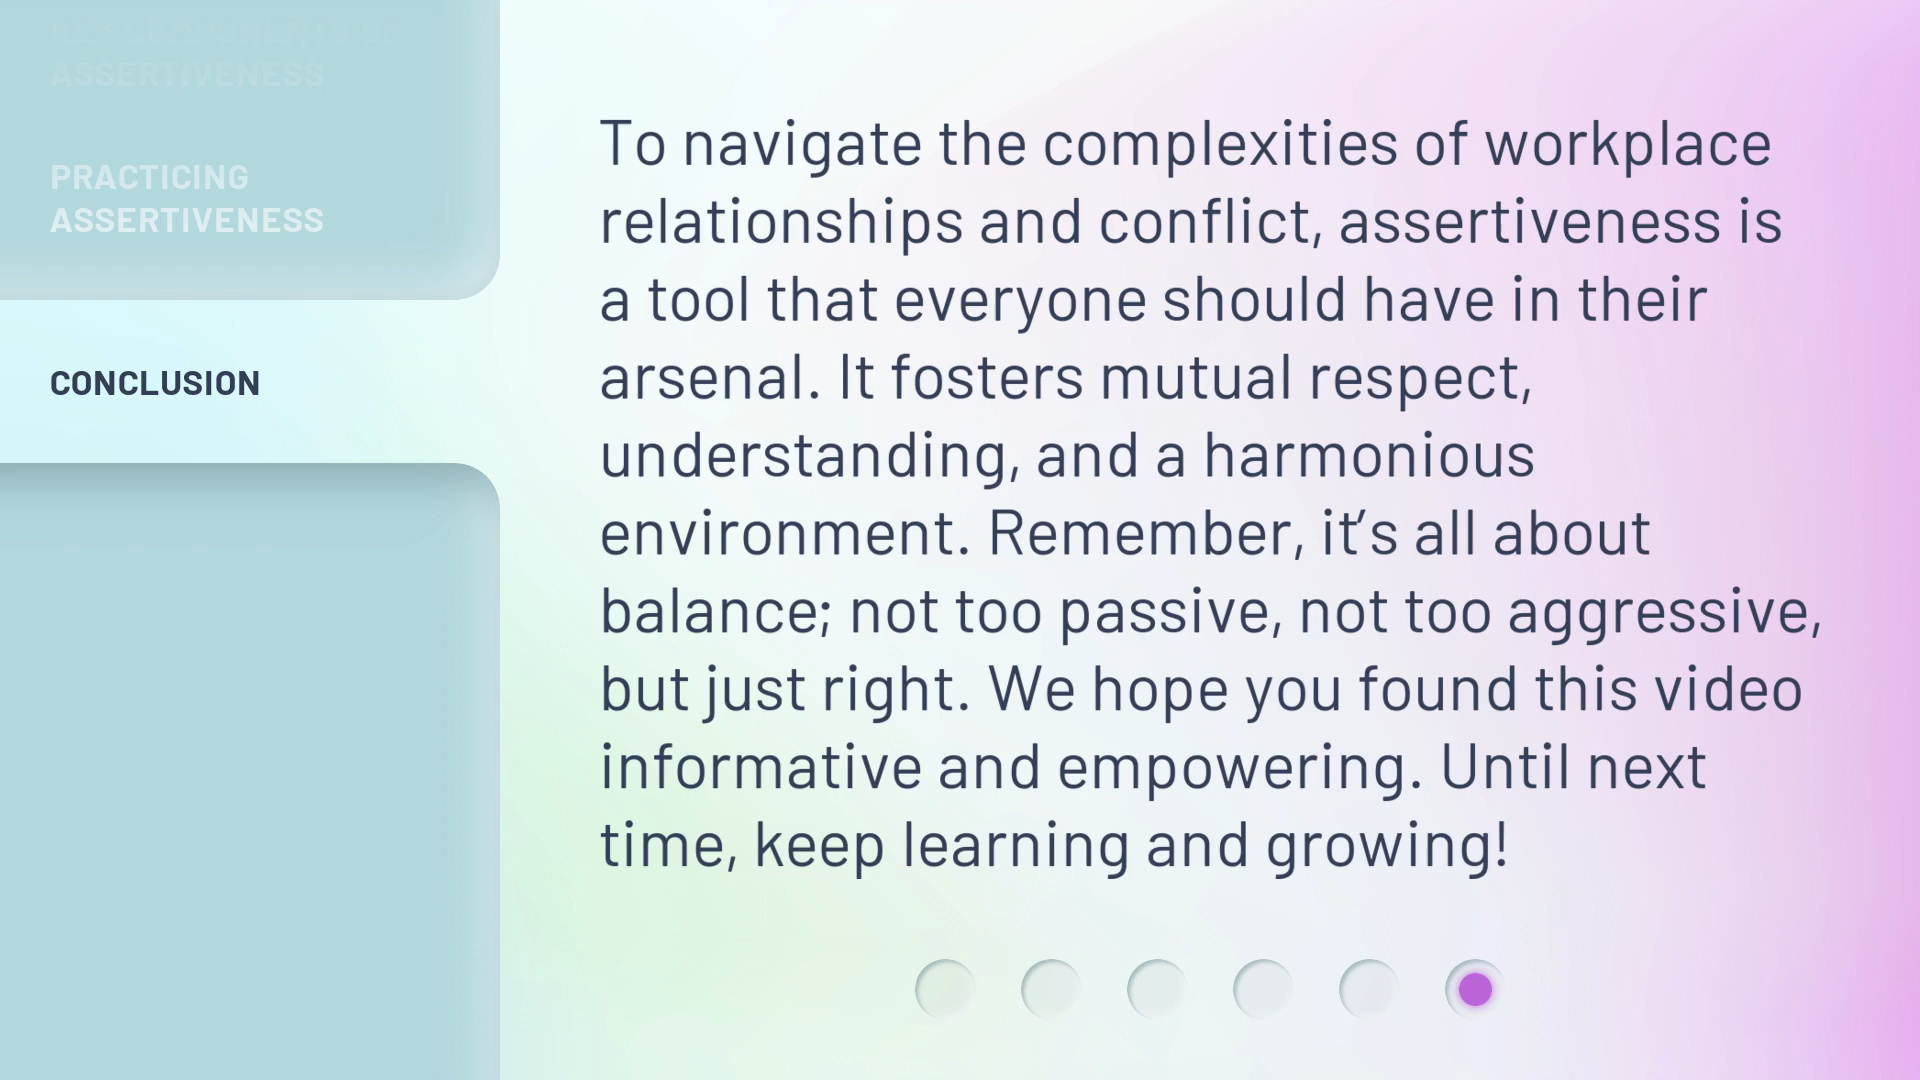 ASSERTIVENESS
PRACTICING
ASSERTIVENESS
CONCLUSION
To navigate the complexities of workplace
relationships and conflict, assertiveness is
a tool that everyone should have in their
arsenal. It fosters mutual respect,
understanding, and a harmonious
environment. Remember, it’s all about
balance; not too passive, not too aggressive,
but just right. We hope you found this video
informative and empowering. Until next
time, keep learning and growing!